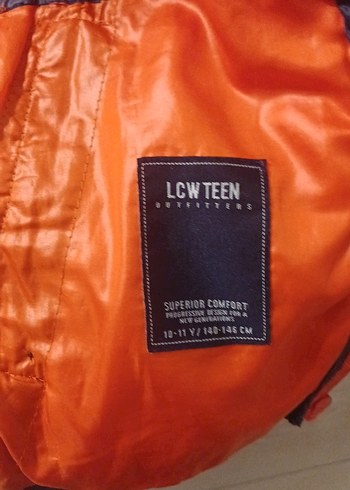 LCW TEEN
OUTFITTERS
SUPERIOR COMFORT
PROGRESSIVE DESIGN FOR A
NEW GENERATIONS
10-11 Y / 140-146 CM